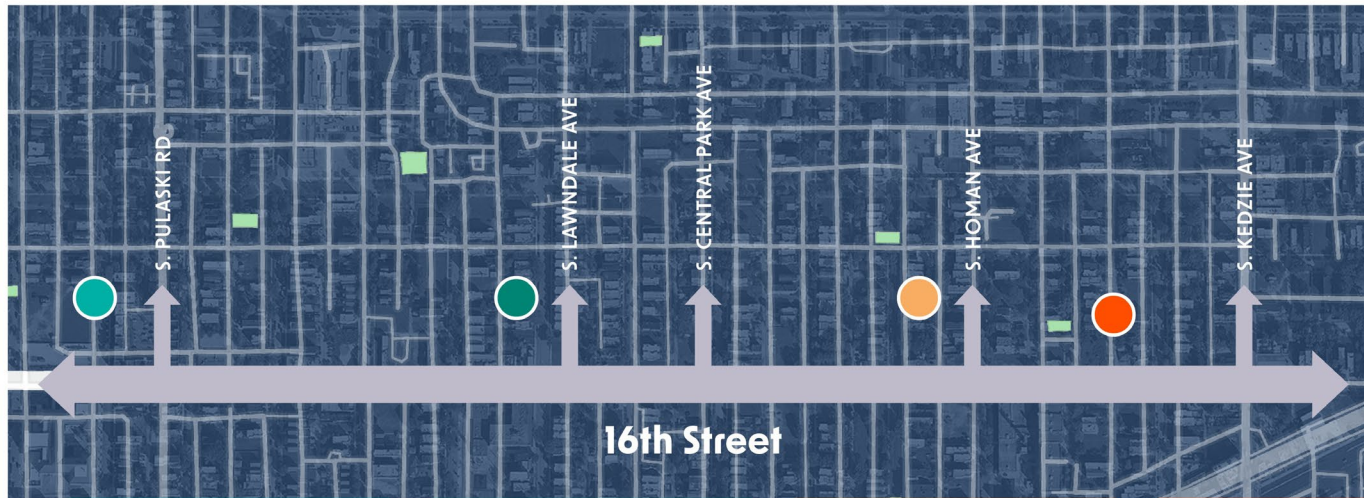 S. PULASKI RD.
S. LAWNDALE AVE
S. CENTRAL PARK AVE
S. HOMAN AVE
S. KEDZIE AVE
16th Street